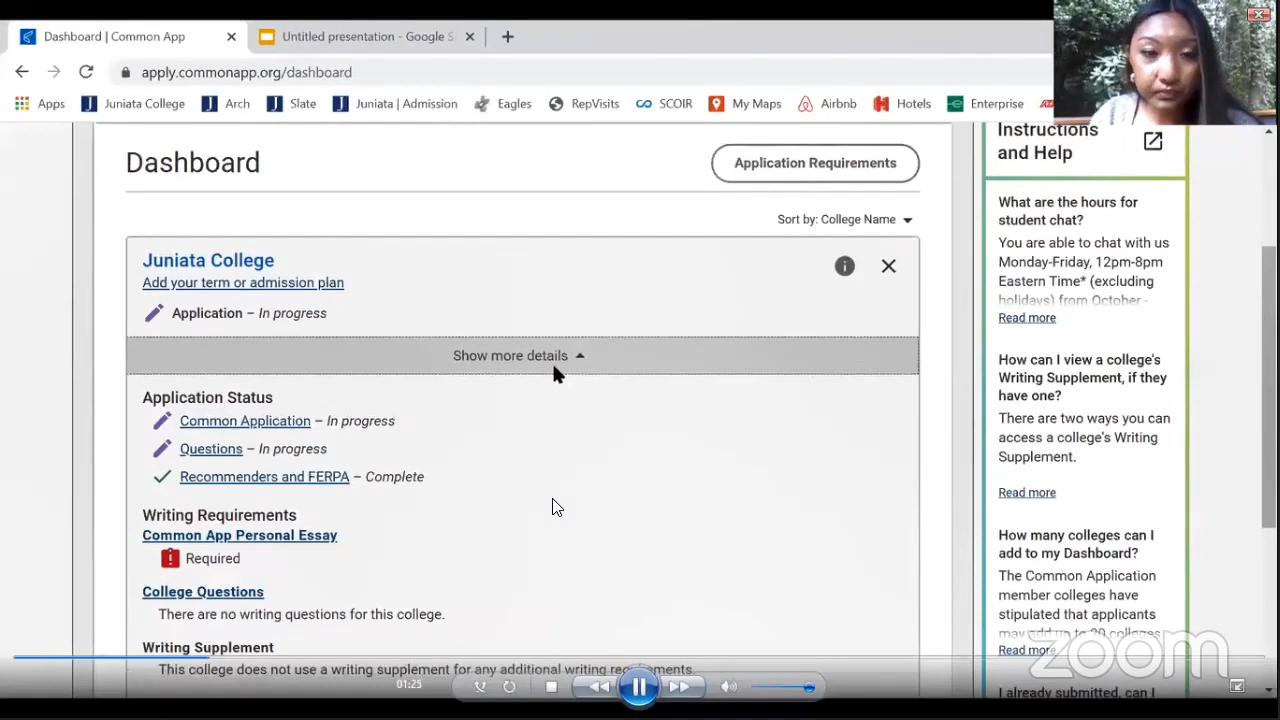 Dashboard | Common App
Untitled presentation - Google S
apply.commonapp.org/dashboard
Apps Juniata College Arch Slate Juniata | Admission Eagles RepVisits SCOIR My Maps Airbnb Hotels Enterprise
Dashboard
Application Requirements
Sort by: College Name
Juniata College
Add your term or admission plan
Application – In progress
Show more details
Application Status
Common Application – In progress
Questions – In progress
Recommenders and FERPA – Complete
Writing Requirements
Common App Personal Essay
Required
College Questions
There are no writing questions for this college.
Writing Supplement
This college does not use a writing supplement for any additional writing requirements.
Instructions
and Help
What are the hours for
student chat?
You are able to chat with us
Monday-Friday, 12pm-8pm
Eastern Time* (excluding
holidays) from October -
Read more
How can I view a college's
Writing Supplement, if they
have one?
There are two ways you can
access a college's Writing
Supplement.
Read more
How many colleges can I
add to my Dashboard?
The Common Application
member colleges have
stipulated that applicants
may add up to 20 colleges
Read more
I already submitted, can I
01:25
zoom